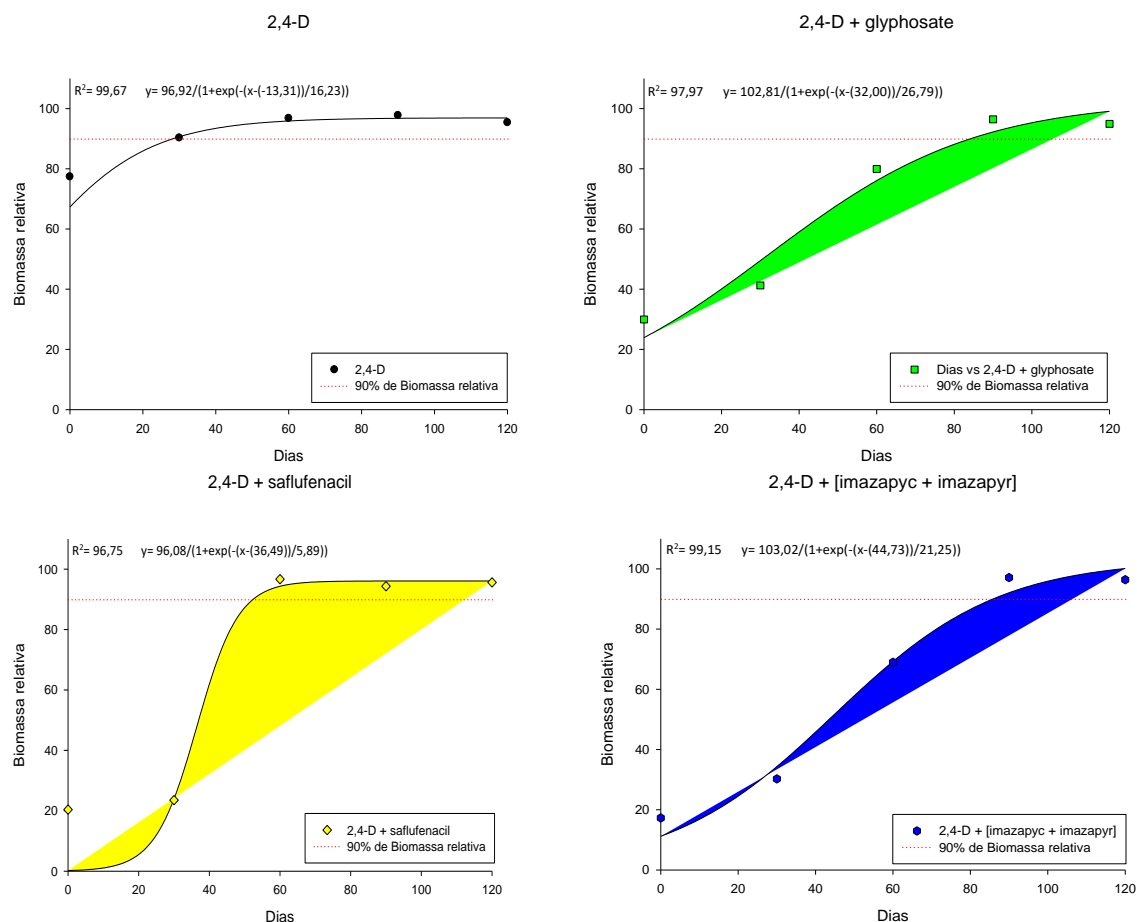 2,4-D
R²= 99,67 y= 96,92/(1+exp(-(x-(-13,31))/16,23))
Biomassa relativa
100
80
60
40
20
0
2,4-D
90% de Biomassa relativa
0 20 40 60 80 100 120
Dias
2,4-D + glyphosate
R²= 97,97 y= 102,81/(1+exp(-(x-(32,00))/26,79))
Biomassa relativa
100
80
60
40
20
0
Dias vs 2,4-D + glyphosate
90% de Biomassa relativa
0 20 40 60 80 100 120
Dias
2,4-D + saflufenacil
R²= 96,75 y= 96,08/(1+exp(-(x-(36,49))/5,89))
Biomassa relativa
100
80
60
40
20
0
2,4-D + saflufenacil
90% de Biomassa relativa
0 20 40 60 80 100 120
Dias
2,4-D + [imazapyc + imazapyr]
R²= 99,15 y= 103,02/(1+exp(-(x-(44,73))/21,25))
Biomassa relativa
100
80
60
40
20
0
2,4-D + [imazapyc + imazapyr]
90% de Biomassa relativa
0 20 40 60 80 100 120
Dias